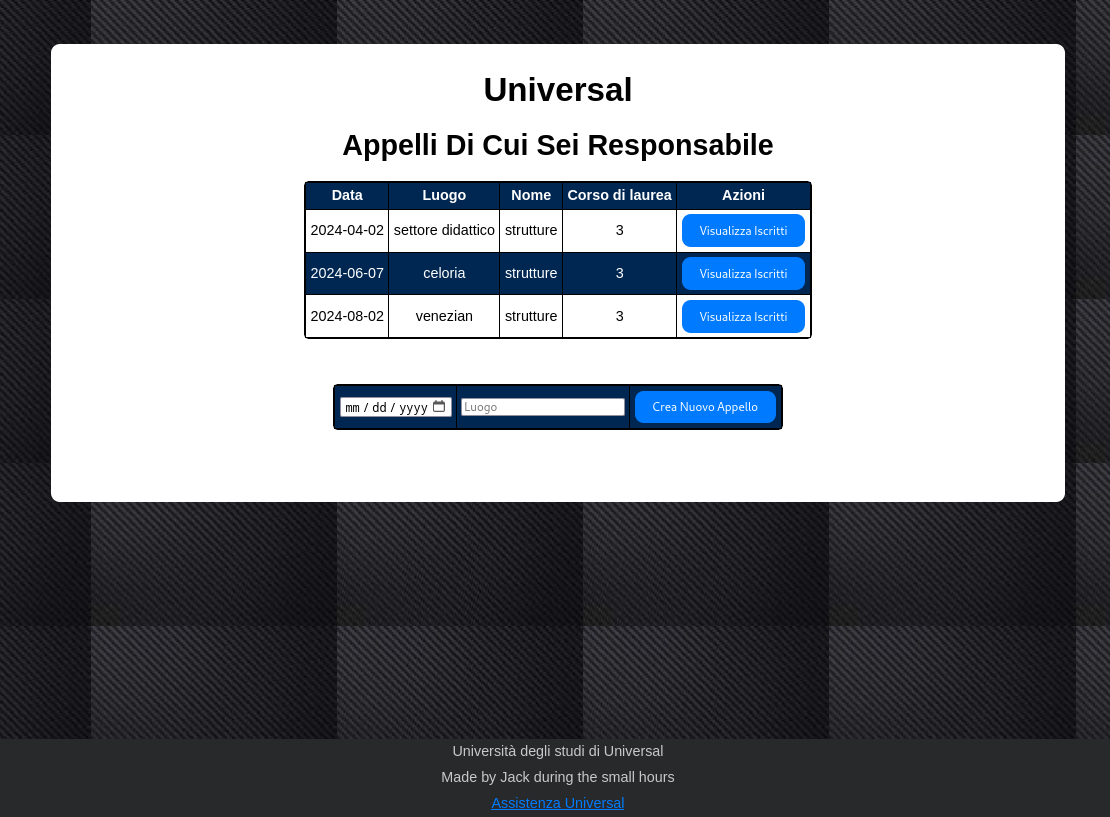 Universal
Appelli Di Cui Sei Responsabile
Data Luogo Nome Corso di laurea Azioni
2024-04-02 settore didattico strutture 3 Visualizza Iscritti
2024-06-07 celoria strutture 3 Visualizza Iscritti
2024-08-02 venezian strutture 3 Visualizza Iscritti
mm / dd / yyyy Luogo Crea Nuovo Appello
Università degli studi di Universal
Made by Jack during the small hours
Assistenza Universal